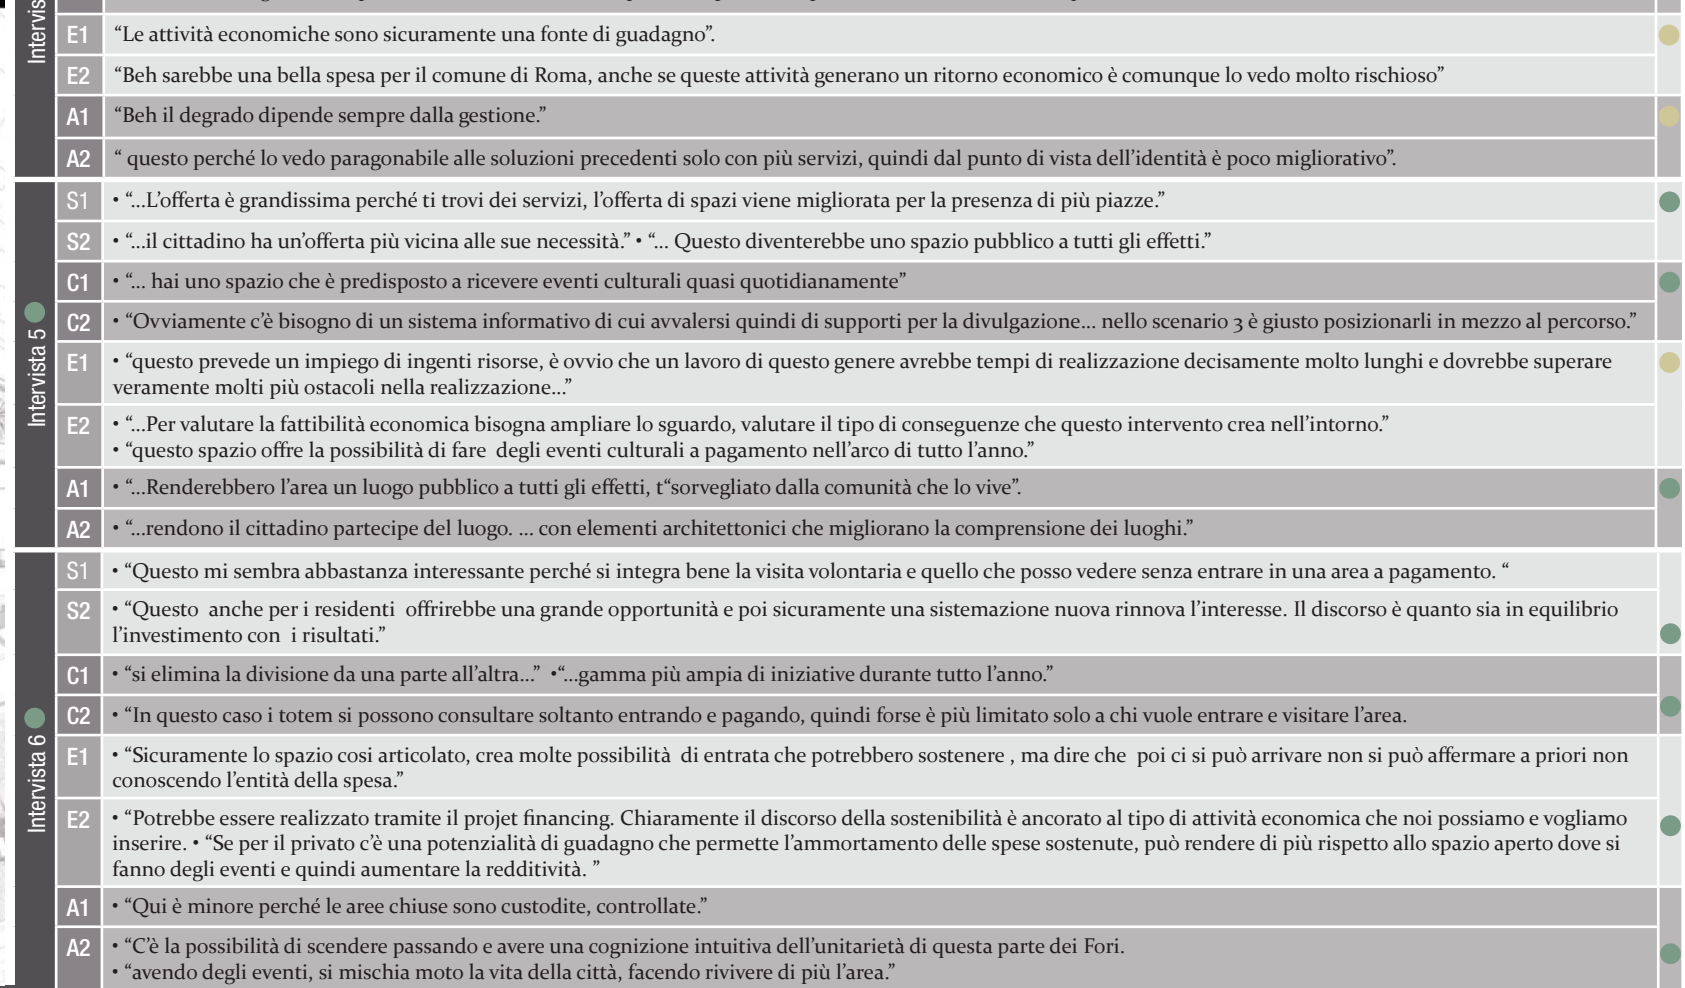 Intervis
E1 “Le attività economiche sono sicuramente una fonte di guadagno”.
E2 “Beh sarebbe una bella spesa per il comune di Roma, anche se queste attività generano un ritorno economico è comunque lo vedo molto rischioso”
A1 “Beh il degrado dipende sempre dalla gestione.”
A2 “ questo perché lo vedo paragonabile alle soluzioni precedenti solo con più servizi, quindi dal punto di vista dell’identità è poco migliorativo”.
Intervista 5
S1 • “...L’offerta è grandissima perché ti trovi dei servizi, l’offerta di spazi viene migliorata per la presenza di più piazze.”
S2 • “...il cittadino ha un’offerta più vicina alle sue necessità.” • “... Questo diventerebbe uno spazio pubblico a tutti gli effetti.”
C1 • “... hai uno spazio che è predisposto a ricevere eventi culturali quasi quotidianamente”
C2 • “Ovviamente c’è bisogno di un sistema informativo di cui avvalersi quindi di supporti per la divulgazione... nello scenario 3 è giusto posizionarli in mezzo al percorso.”
E1 • “questo prevede un impiego di ingenti risorse, è ovvio che un lavoro di questo genere avrebbe tempi di realizzazione decisamente molto lunghi e dovrebbe superare
veramente molti più ostacoli nella realizzazione...”
E2 • “...Per valutare la fattibilità economica bisogna ampliare lo sguardo, valutare il tipo di conseguenze che questo intervento crea nell’intorno.”
• “questo spazio offre la possibilità di fare  degli eventi culturali a pagamento nell’arco di tutto l’anno.”
A1 • “...Renderebbero l’area un luogo pubblico a tutti gli effetti, t“sorvegliato dalla comunità che lo vive”.
A2 • “...rendono il cittadino partecipe del luogo. ... con elementi architettonici che migliorano la comprensione dei luoghi.”
Intervista 6
S1 • “Questo mi sembra abbastanza interessante perché si integra bene la visita volontaria e quello che posso vedere senza entrare in una area a pagamento. “
S2 • “Questo  anche per i residenti  offrirebbe una grande opportunità e poi sicuramente una sistemazione nuova rinnova l’interesse. Il discorso è quanto sia in equilibrio
l’investimento con  i risultati.”
C1 • “si elimina la divisione da una parte all’altra...”  •“...gamma più ampia di iniziative durante tutto l’anno.”
C2 • “In questo caso i totem si possono consultare soltanto entrando e pagando, quindi forse è più limitato solo a chi vuole entrare e visitare l’area.
E1 • “Sicuramente lo spazio cosi articolato, crea molte possibilità  di entrata che potrebbero sostenere , ma dire che  poi ci si può arrivare non si può affermare a priori non
conoscendo l’entità della spesa.”
E2 • “Potrebbe essere realizzato tramite il projet financing. Chiaramente il discorso della sostenibilità è ancorato al tipo di attività economica che noi possiamo e vogliamo
inserire. • “Se per il privato c’è una potenzialità di guadagno che permette l’ammortamento delle spese sostenute, può rendere di più rispetto allo spazio aperto dove si
fanno degli eventi e quindi aumentare la redditività. ”
A1 • “Qui è minore perché le aree chiuse sono custodite, controllate.”
A2 • “C’è la possibilità di scendere passando e avere una cognizione intuitiva dell’unitarietà di questa parte dei Fori.
• “avendo degli eventi, si mischia moto la vita della città, facendo rivivere di più l’area.”